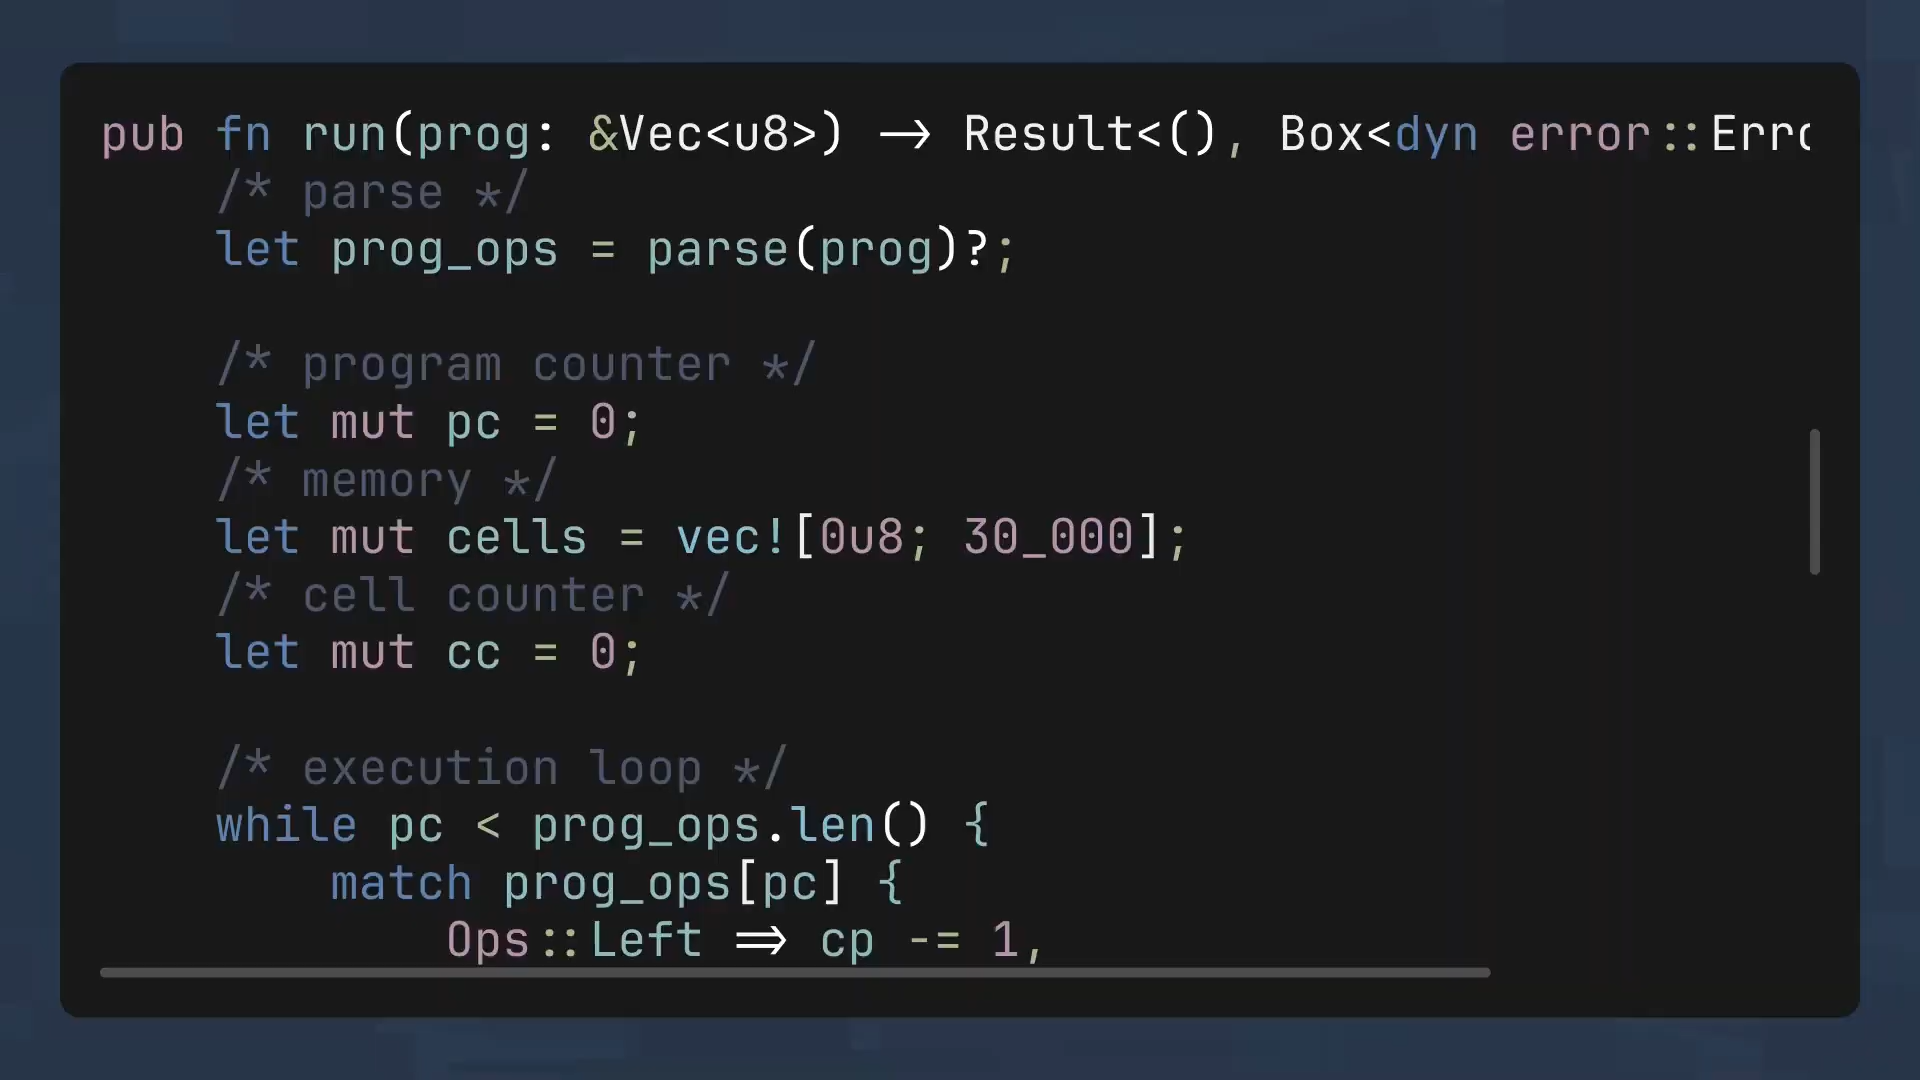 pub fn run(prog: &Vec<u8>) -> Result<(), Box<dyn error::Erro
/* parse */
let prog_ops = parse(prog)?;
/* program counter */
let mut pc = 0;
/* memory */
let mut cells = vec![0u8; 30_000];
/* cell counter */
let mut cc = 0;
/* execution loop */
while pc < prog_ops.len() {
match prog_ops[pc] {
Ops::Left => cp -= 1,